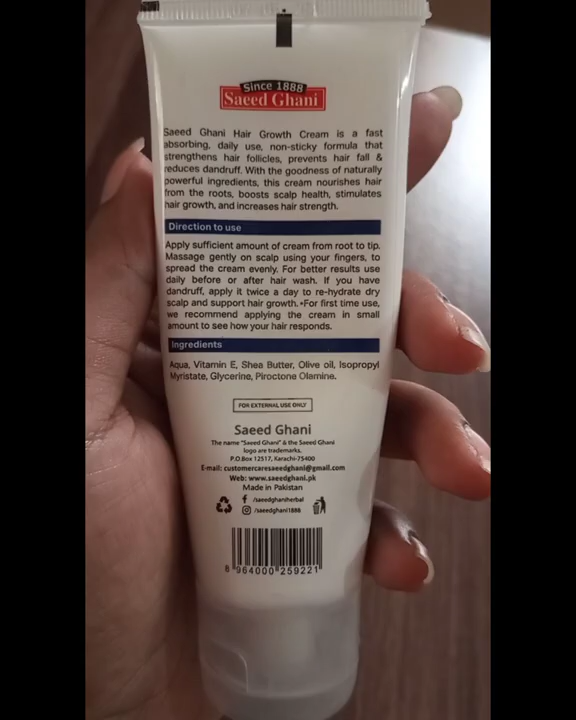 Since 1888
Saeed Ghani
Saeed Ghani Hair Growth Cream is a fast
absorbing, daily use, non-sticky formula that
strengthens hair follicles, prevents hair fall &
reduces dandruff. With the goodness of naturally
powerful ingredients, this cream nourishes hair
from the roots, boosts scalp health, stimulates
hair growth, and increases hair strength.
Direction to use
Apply sufficient amount of cream from root to tip.
Massage gently on scalp using your fingers, to
spread the cream evenly. For better results use
daily before or after hair wash. If you have
dandruff, apply it twice a day to re-hydrate dry
scalp and support hair growth. •For first time use,
we recommend applying the cream in small
amount to see how your hair responds.
Ingredients
Aqua, Vitamin E, Shea Butter, Olive oil, Isopropyl
Myristate, Glycerine, Piroctone Olamine.
FOR EXTERNAL USE ONLY
Saeed Ghani
The name "Saeed Ghani" & the Saeed Ghani
logo are trademarks.
P.O.Box 12517, Karachi-75400
E-mail: customercaresaeedghani@gmail.com
Web: www.saeedghani.pk
Made in Pakistan
/saeedghaniherbal
/saeedghani1888
8 964000 259221